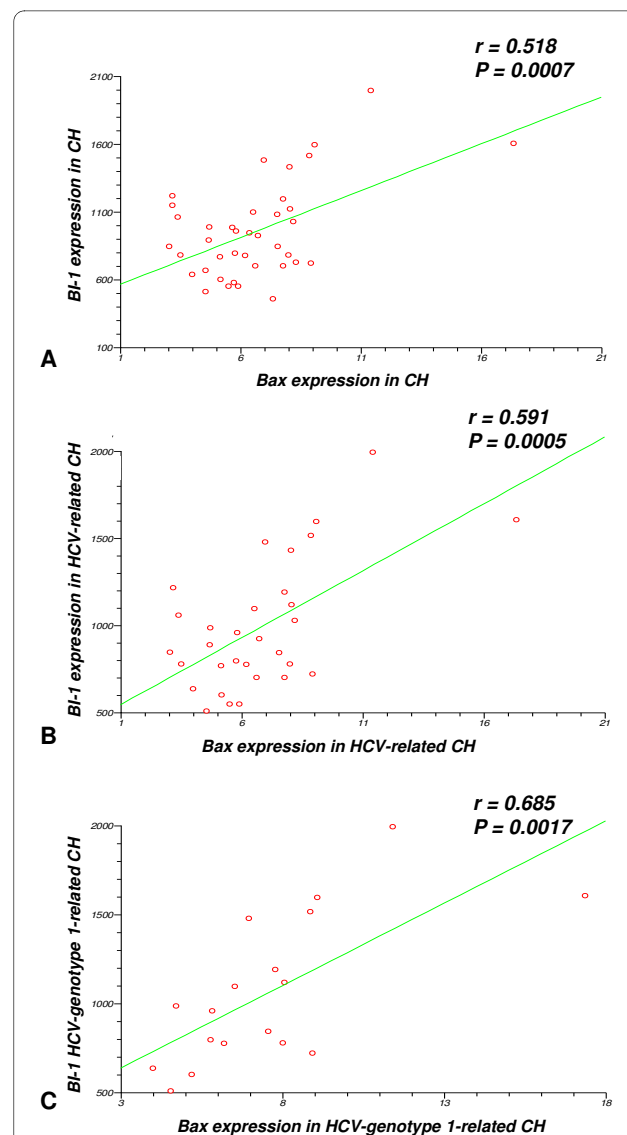 r = 0.518
P = 0.0007
2100
1600
1100
600
100
BI-1 expression in CH
1
6
11
16
21
A
Bax expression in CH
r = 0.591
P = 0.0005
2000
1500
1000
500
BI-1 expression in HCV-related CH
1
6
11
16
21
B
Bax expression in HCV-related CH
r = 0.685
P = 0.0017
2000
1500
1000
500
BI-1 HCV-genotype 1-related CH
3
8
13
18
C
Bax expression in HCV-genotype 1-related CH